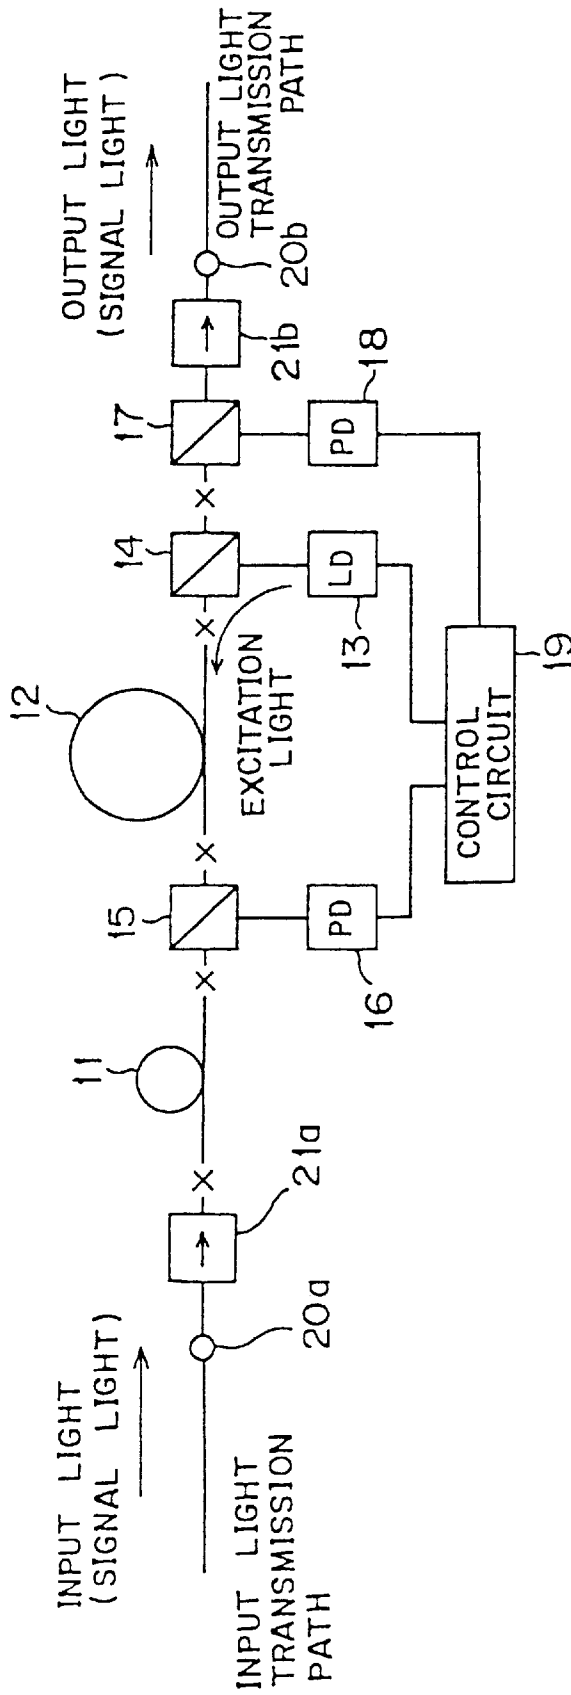 INPUT LIGHT
(SIGNAL LIGHT)
OUTPUT LIGHT
(SIGNAL LIGHT)
11
12
15
14
17
INPUT LIGHT
TRANSMISSION
PATH
20a
21a
EXCITATION
LIGHT
21b
20b
OUTPUT LIGHT
TRANSMISSION
PATH
PD
16
LD
13
PD
18
CONTROL
CIRCUIT
19